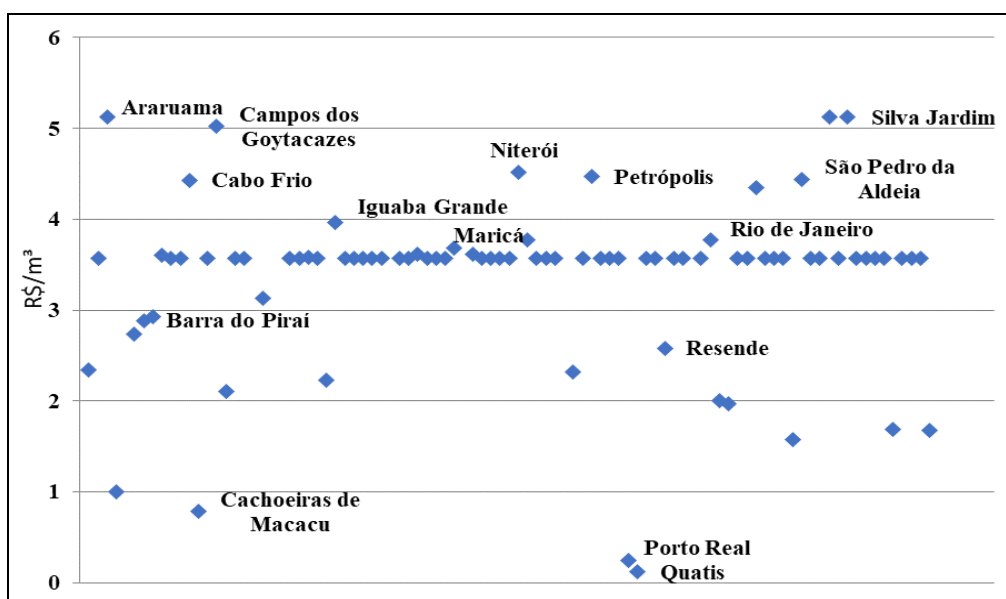 6
Araruama
Campos dos
Goytacazes
Silva Jardim
5
Niterói
Cabo Frio
Petrópolis
São Pedro da
Aldeia
Iguaba Grande
4
Maricá
Rio de Janeiro
R$/m³
3
Barra do Piraí
Resende
2
1
Cachoeiras de
Macacu
Porto Real
Quatis
0